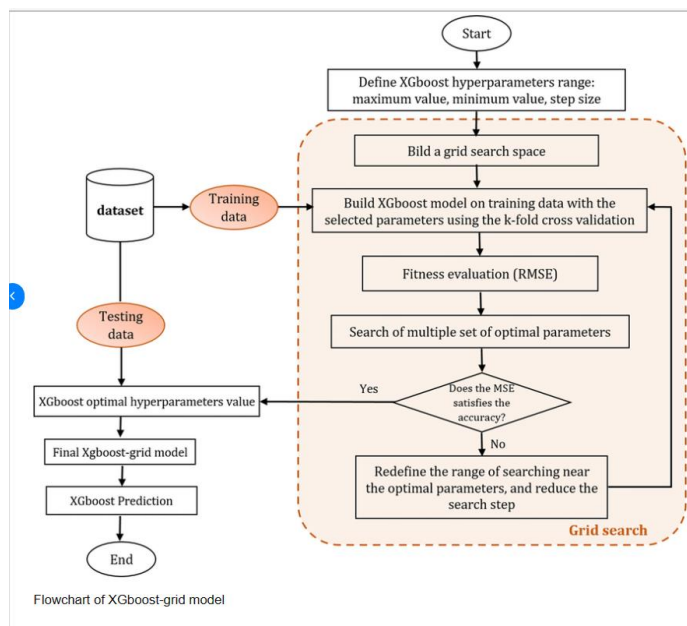 Start
Define XGboost hyperparameters range:
maximum value, minimum value, step size
Bild a grid search space
dataset
Training
data
Build XGboost model on training data with the
selected parameters using the k-fold cross validation
Fitness evaluation (RMSE)
Testing
data
Search of multiple set of optimal parameters
Yes
Does the MSE
satisfies the
accuracy?
XGboost optimal hyperparameters value
No
Final Xgboost-grid model
Redefine the range of searching near
the optimal parameters, and reduce the
search step
XGboost Prediction
Grid search
End
Flowchart of XGboost-grid model